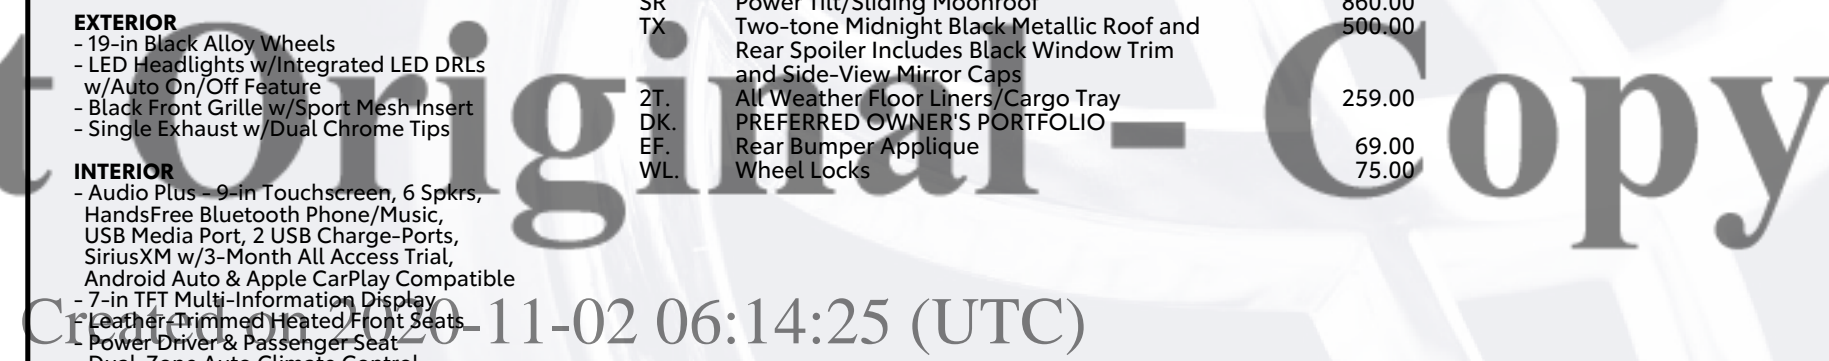 EXTERIOR
- 19-in Black Alloy Wheels
- LED Headlights w/Integrated LED DRLs
w/Auto On/Off Feature
- Black Front Grille w/Sport Mesh Insert
- Single Exhaust w/Dual Chrome Tips
INTERIOR
- Audio Plus - 9-in Touchscreen, 6 Spkrs,
HandsFree Bluetooth Phone/Music,
USB Media Port, 2 USB Charge-Ports,
SiriusXM w/3-Month All Access Trial,
Android Auto & Apple CarPlay Compatible
- 7-in TFT Multi-Information Display
- Leather-Trimmed Heated Front Seats
- Power Driver & Passenger Seat
- Dual-Zone Auto Climate Control
SR Power Tilt/Sliding Moonroof 860.00
TX Two-tone Midnight Black Metallic Roof and 500.00
Rear Spoiler Includes Black Window Trim
and Side-View Mirror Caps
2T. All Weather Floor Liners/Cargo Tray 259.00
DK. PREFERRED OWNER'S PORTFOLIO
EF. Rear Bumper Applique 69.00
WL. Wheel Locks 75.00
t Original - Copy
Created on 2020-11-02 06:14:25 (UTC)